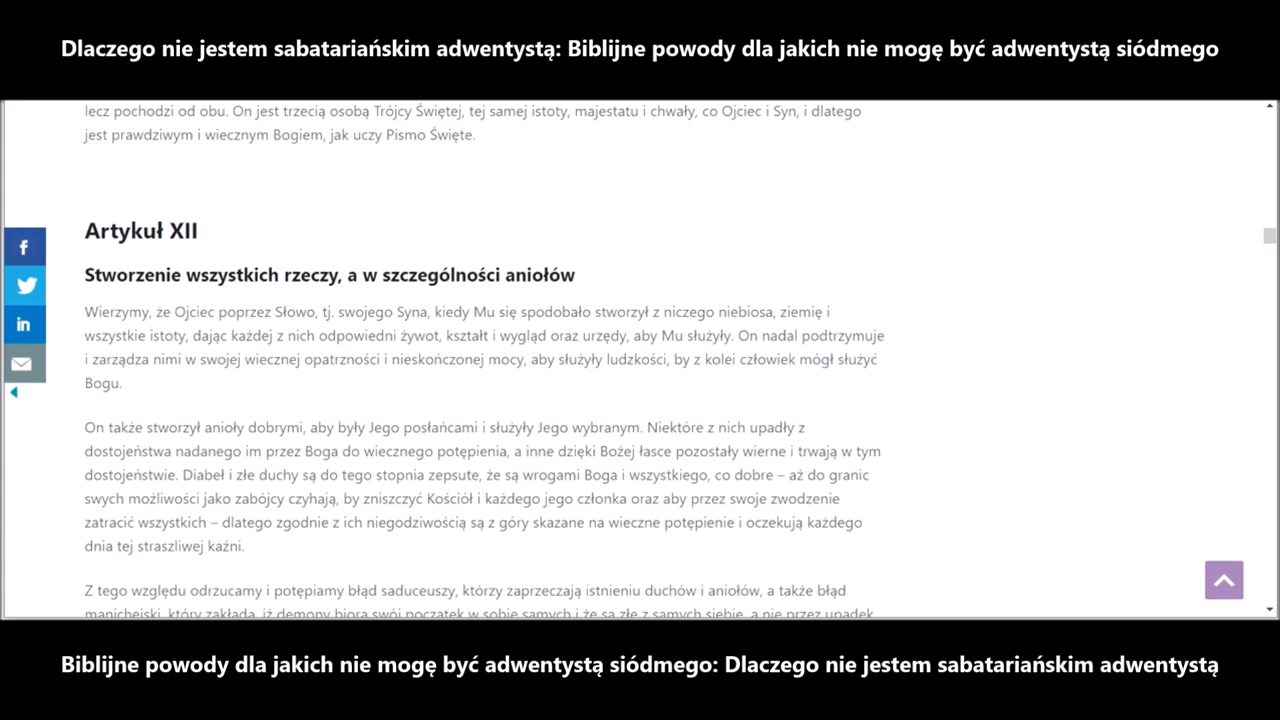 Dlaczego nie jestem sabatariańskim adwentystą: Biblijne powody dla jakich nie mogę być adwentystą siódmego
lecz pochodzi od obu. On jest trzecią osobą Trójcy Świętej, tej samej istoty, majestatu i chwały, co Ojciec i Syn, i dlatego
jest prawdziwym i wiecznym Bogiem, jak uczy Pismo Święte.
Artykuł XII
Stworzenie wszystkich rzeczy, a w szczególności aniołów
Wierzymy, że Ojciec poprzez Słowo, tj. swojego Syna, kiedy Mu się spodobało stworzył z niczego niebiosa, ziemię i
wszystkie istoty, dając każdej z nich odpowiedni żywot, kształt i wygląd oraz urzędy, aby Mu służyły. On nadal podtrzymuje
i zarządza nimi w swojej wiecznej opatrzności i nieskończonej mocy, aby służyły ludzkości, by z kolei człowiek mógł służyć
Bogu.
On także stworzył anioły dobrymi, aby były Jego posłańcami i służyły Jego wybranym. Niektóre z nich upadły z
dostojeństwa nadanego im przez Boga do wiecznego potępienia, a inne dzięki Bożej łasce pozostały wierne i trwają w tym
dostojeństwie. Diabeł i złe duchy są do tego stopnia zepsute, że są wrogami Boga i wszystkiego, co dobre – aż do granic
swych możliwości jako zabójcy czyhają, by zniszczyć Kościół i każdego jego członka oraz aby przez swoje zwodzenie
zatracić wszystkich – dlatego zgodnie z ich niegodziwością są z góry skazane na wieczne potępienie i oczekują każdego
dnia tej straszliwej kaźni.
Z tego względu odrzucamy i potępiamy błąd saduceuszy, którzy zaprzeczają istnieniu duchów i aniołów, a także błąd
manichejski, który zakłada, iż demony biorą swój początek w sobie samych i że są złe z samych siebie, a nie przez upadek
Biblijne powody dla jakich nie mogę być adwentystą siódmego: Dlaczego nie jestem sabatariańskim adwentystą